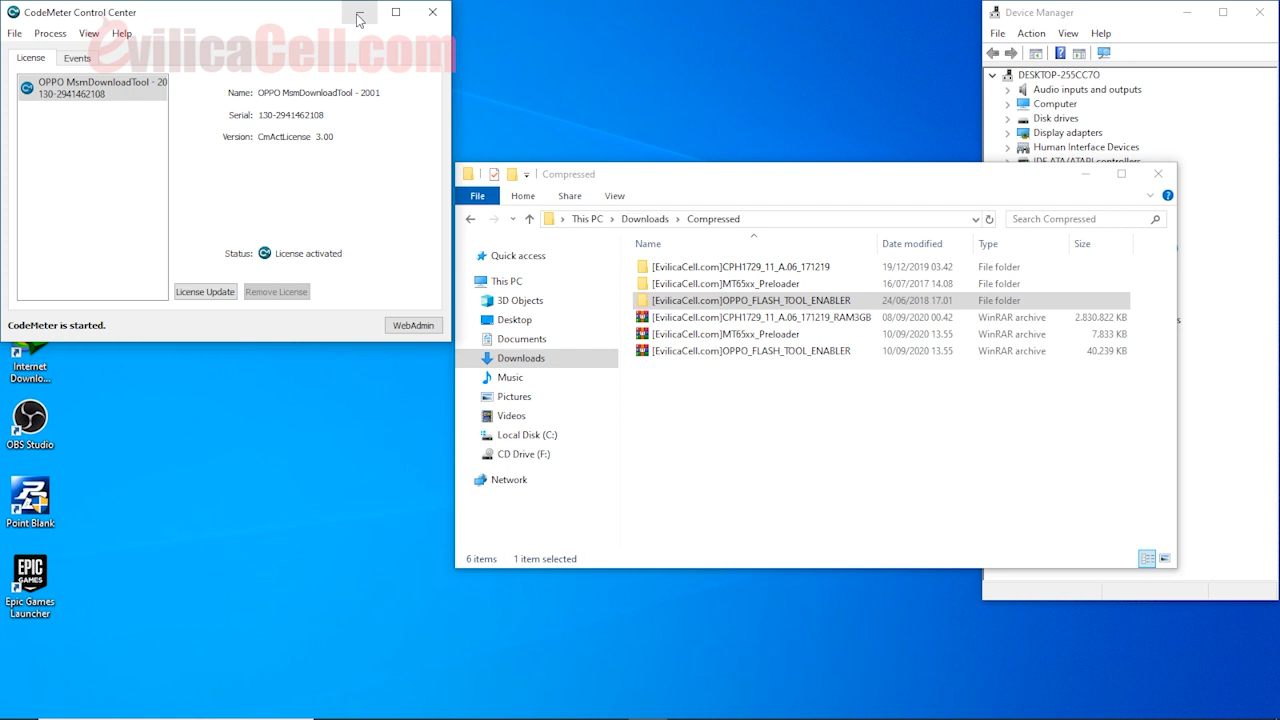 CodeMeter Control Center
File Process View Help
evilicaCell.com
License Events
OPPO MsmDownloadTool - 20
130-2941462108
Name: OPPO MsmDownloadTool - 2001
Serial: 130-2941462108
Version: CmActLicense 3.00
Status: License activated
License Update Remove License
CodeMeter is started. WebAdmin
Internet
Downlo...
OBS Studio
Point Blank
EPIC
GAMES
Epic Games
Launcher
Device Manager
File Action View Help
DESKTOP-255CC7O
Audio inputs and outputs
Computer
Disk drives
Display adapters
Human Interface Devices
IDE ATA/ATAPI controllers
Compressed
File Home Share View
This PC Downloads Compressed Search Compressed
Quick access
This PC
3D Objects
Desktop
Documents
Downloads
Music
Pictures
Videos
Local Disk (C:)
CD Drive (F:)
Network
Name Date modified Type Size
[EvilicaCell.com]CPH1729_11_A.06_171219 19/12/2019 03.42 File folder
[EvilicaCell.com]MT65xx_Preloader 16/07/2017 14.08 File folder
[EvilicaCell.com]OPPO_FLASH_TOOL_ENABLER 24/06/2018 17.01 File folder
[EvilicaCell.com]CPH1729_11_A.06_171219_RAM3GB 08/09/2020 00.42 WinRAR archive 2.830.822 KB
[EvilicaCell.com]MT65xx_Preloader 10/09/2020 13.55 WinRAR archive 7.833 KB
[EvilicaCell.com]OPPO_FLASH_TOOL_ENABLER 10/09/2020 13.55 WinRAR archive 40.239 KB
6 items 1 item selected